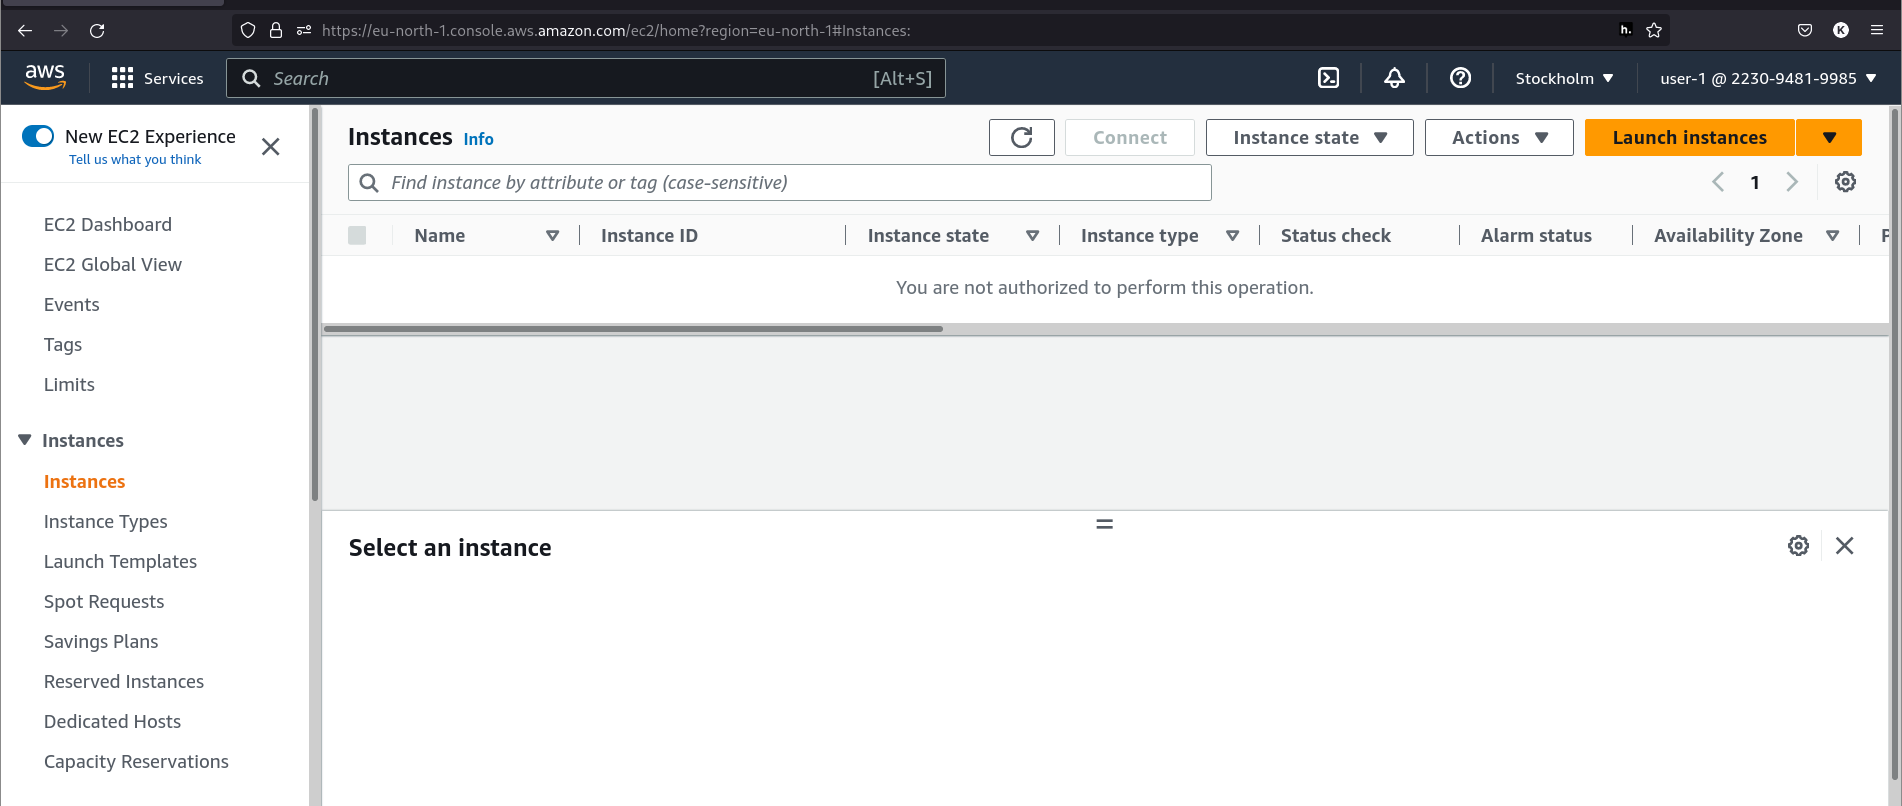 https://eu-north-1.console.aws.amazon.com/ec2/home?region=eu-north-1#Instances:
h.
K
aws
Services
Search
[Alt+S]
Stockholm
user-1 @ 2230-9481-9985
New EC2 Experience
Tell us what you think
EC2 Dashboard
EC2 Global View
Events
Tags
Limits
Instances
Instances
Instance Types
Launch Templates
Spot Requests
Savings Plans
Reserved Instances
Dedicated Hosts
Capacity Reservations
Instances Info
Connect
Instance state
Actions
Launch instances
Find instance by attribute or tag (case-sensitive)
1
Name
Instance ID
Instance state
Instance type
Status check
Alarm status
Availability Zone
You are not authorized to perform this operation.
Select an instance